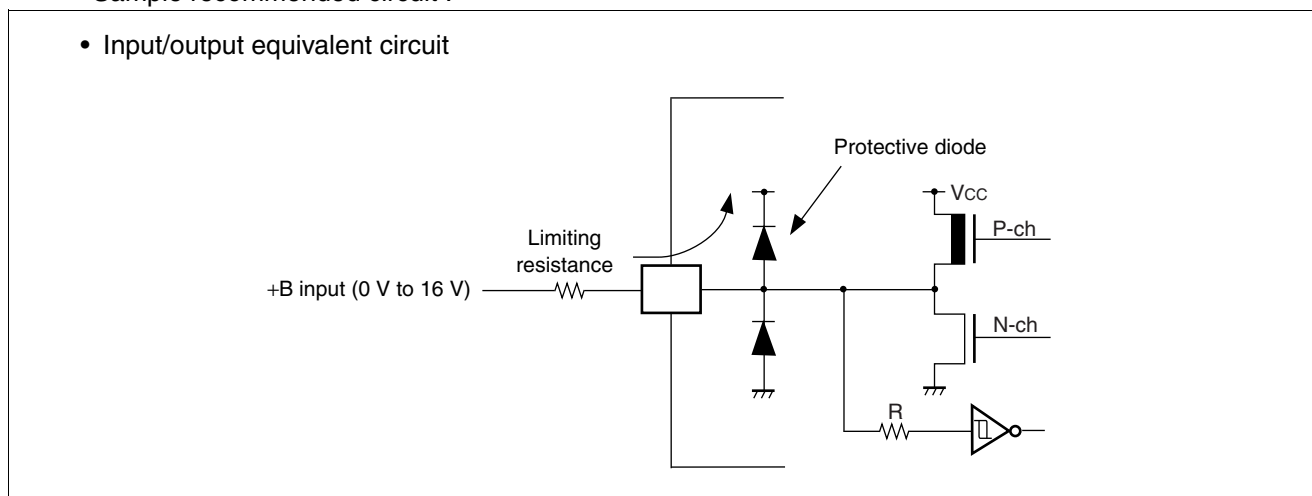 Sample recommended circuit :
• Input/output equivalent circuit
Protective diode
VCC
P-ch
Limiting
resistance
+B input (0 V to 16 V)
N-ch
R